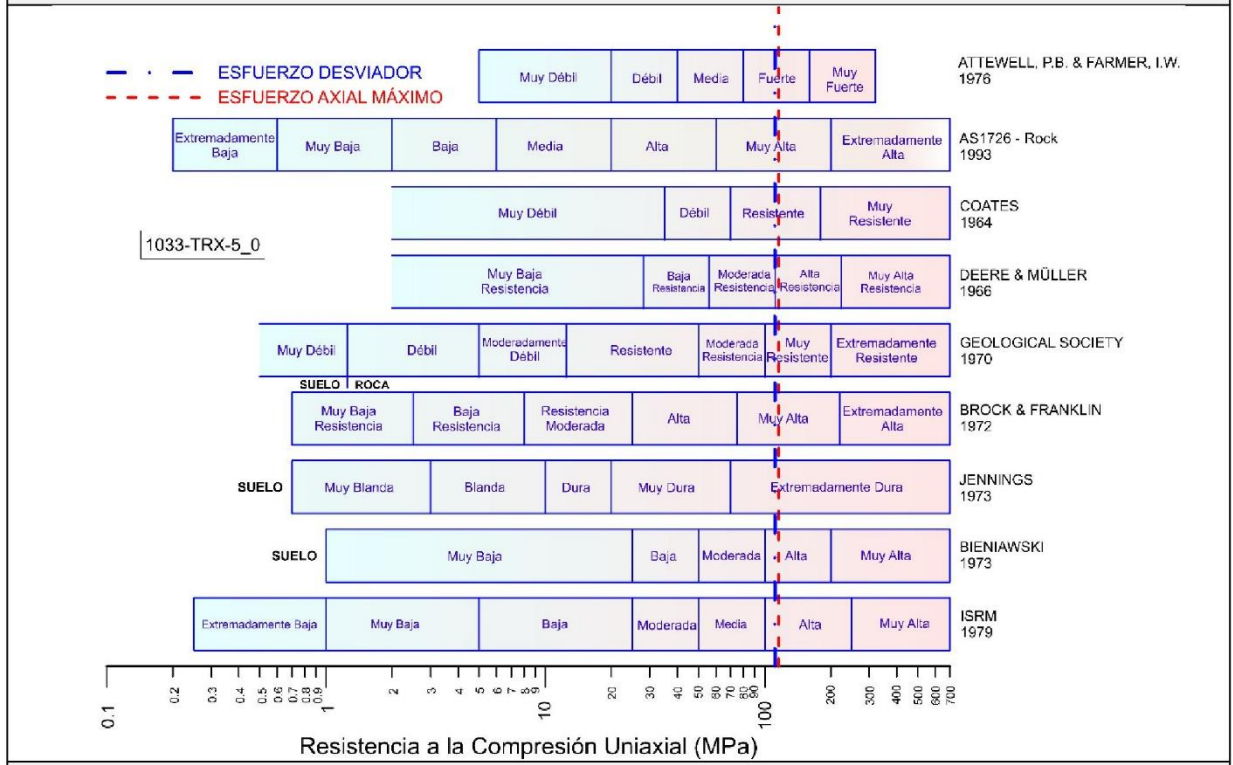 ESFUERZO DESVIADOR
ESFUERZO AXIAL MÁXIMO
Muy Débil
Débil
Media
Fuerte
Muy
Fuerte
ATTEWELL, P.B. & FARMER, I.W.
1976
Extremadamente
Baja
Muy Baja
Baja
Media
Alta
Muy Alta
Extremadamente
Alta
AS1726 - Rock
1993
Muy Débil
Débil
Resistente
Muy
Resistente
COATES
1964
1033-TRX-5_0
Muy Baja
Resistencia
Baja
Resistencia
Moderada
Resistencia
Alta
Resistencia
Muy Alta
Resistencia
DEERE & MÜLLER
1966
Muy Débil
Débil
Moderadamente
Débil
Resistente
Moderada
Resistencia
Muy
Resistente
Extremadamente
Resistente
GEOLOGICAL SOCIETY
1970
SUELO
ROCA
Muy Baja
Resistencia
Baja
Resistencia
Resistencia
Moderada
Alta
Muy Alta
Extremadamente
Alta
BROCK & FRANKLIN
1972
SUELO
Muy Blanda
Blanda
Dura
Muy Dura
Extremadamente Dura
JENNINGS
1973
SUELO
Muy Baja
Baja
Moderada
Alta
Muy Alta
BIENIAWSKI
1973
Extremadamente Baja
Muy Baja
Baja
Moderada
Media
Alta
Muy Alta
ISRM
1979
0.1
0.2
0.3
0.4
0.5
0.6
0.7
0.8
0.9
1
2
3
4
5
6
7
8
9
10
20
30
40
50
60
70
80
90
100
200
300
400
500
600
700
Resistencia a la Compresión Uniaxial (MPa)